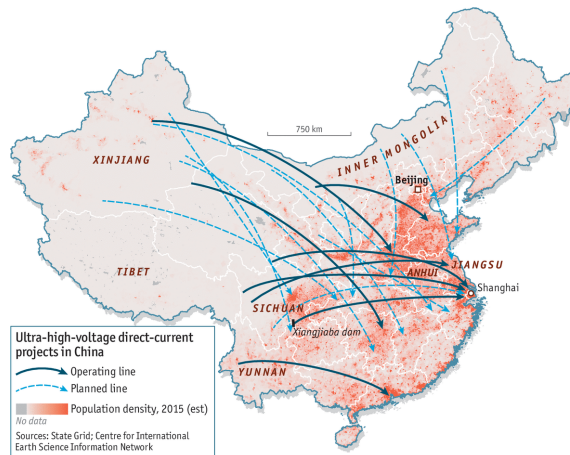 750 km
INNER MONGOLIA
XINJIANG
Beijing
TIBET
JIANGSU
ANHUI
Shanghai
SICHUAN
Xiangjiaba dam
YUNNAN
Ultra-high-voltage direct-current
projects in China
Operating line
Planned line
Population density, 2015 (est)
No data
Sources: State Grid; Centre for International
Earth Science Information Network